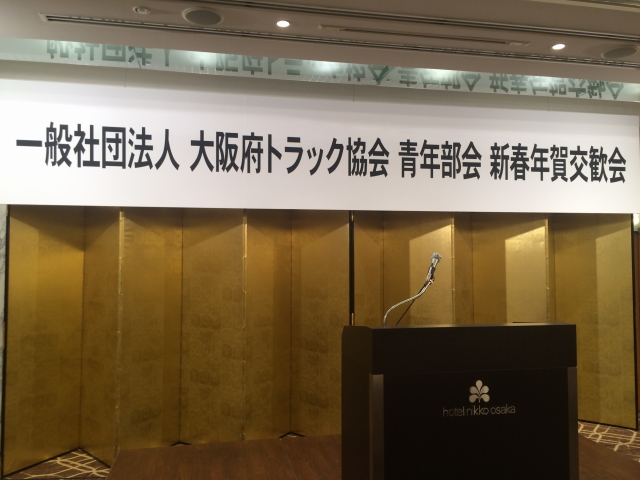 一般社団法人 大阪府トラック協会 青年部会 新春年賀交歓会
hotel nikko osaka